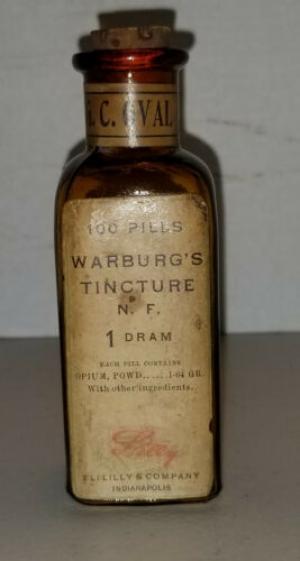 . C. OVAL
100 PILLS
WARBURG'S
TINCTURE
N. F.
1 DRAM
EACH PILL CONTAINS
OPIUM, POWD......1-64 GR.
With other ingredients.
Lilly
ELI LILLY & COMPANY
INDIANAPOLIS